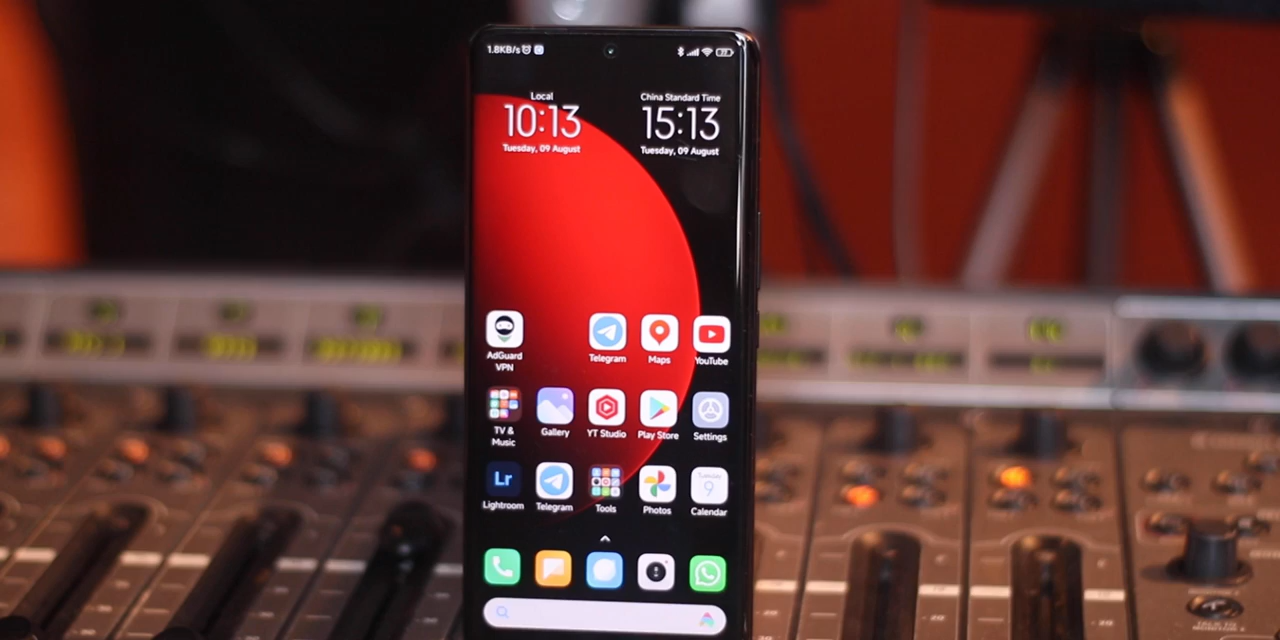 1.8KB/s
Local
10:13
Tuesday, 09 August
China Standard Time
15:13
Tuesday, 09 August
AdGuard
VPN
Telegram
Maps
YouTube
TV &
Music
Gallery
YT Studio
Play Store
Settings
Lr
Lightroom
Telegram
Tools
Photos
Tuesday
9
Calendar